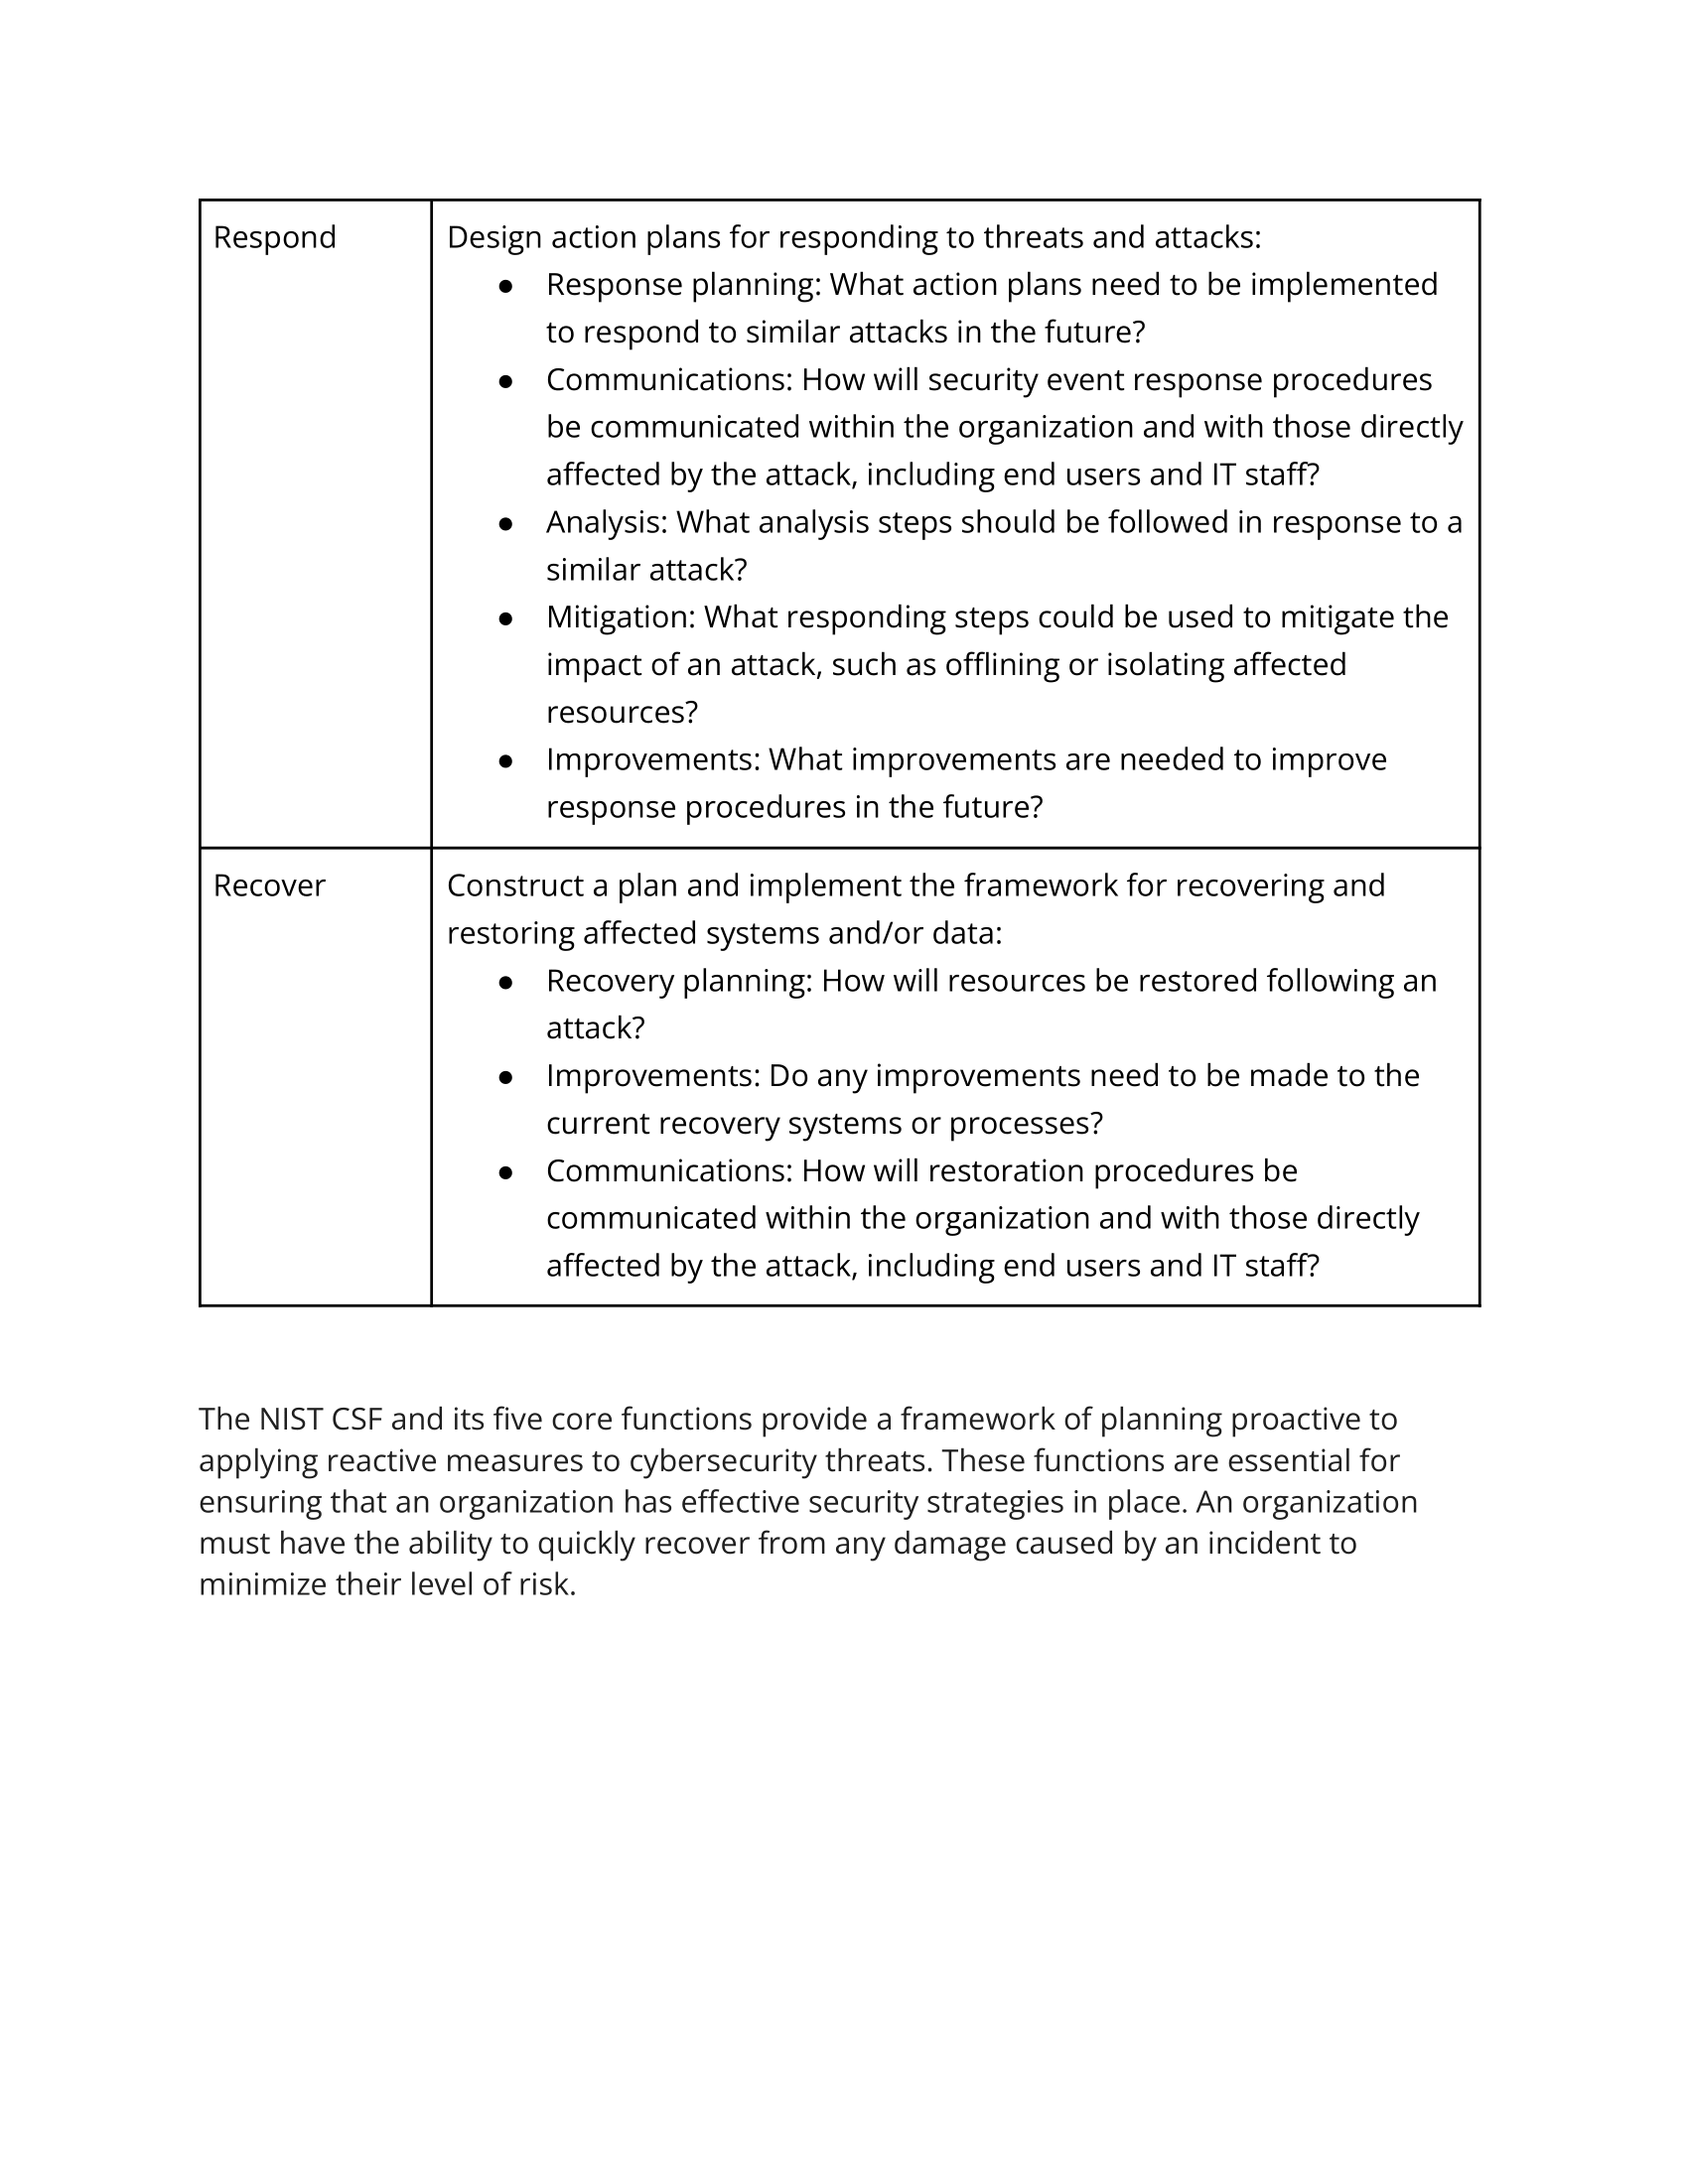 Respond
Design action plans for responding to threats and attacks:
● Response planning: What action plans need to be implemented
to respond to similar attacks in the future?
● Communications: How will security event response procedures
be communicated within the organization and with those directly
affected by the attack, including end users and IT staff?
● Analysis: What analysis steps should be followed in response to a
similar attack?
● Mitigation: What responding steps could be used to mitigate the
impact of an attack, such as offlining or isolating affected
resources?
● Improvements: What improvements are needed to improve
response procedures in the future?
Recover
Construct a plan and implement the framework for recovering and
restoring affected systems and/or data:
● Recovery planning: How will resources be restored following an
attack?
● Improvements: Do any improvements need to be made to the
current recovery systems or processes?
● Communications: How will restoration procedures be
communicated within the organization and with those directly
affected by the attack, including end users and IT staff?
The NIST CSF and its five core functions provide a framework of planning proactive to
applying reactive measures to cybersecurity threats. These functions are essential for
ensuring that an organization has effective security strategies in place. An organization
must have the ability to quickly recover from any damage caused by an incident to
minimize their level of risk.